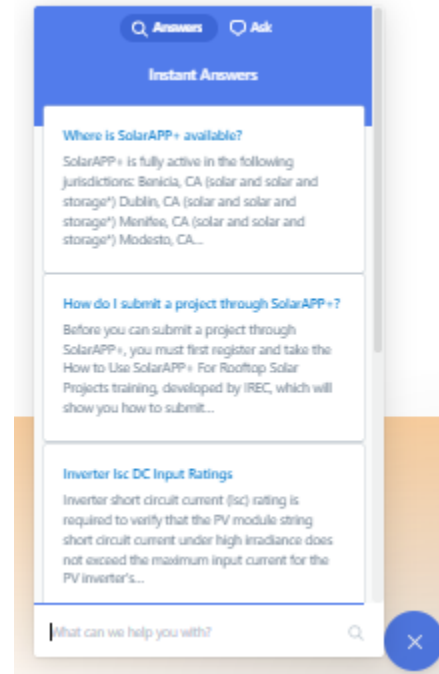 Answers Ask
Instant Answers
Where is SolarAPP+ available?
SolarAPP+ is fully active in the following
jurisdictions: Benicia, CA (solar and solar and
storage*) Dublin, CA (solar and solar and
storage*) Menifee, CA (solar and solar and
storage*) Modesto, CA...
How do I submit a project through SolarAPP+?
Before you can submit a project through
SolarAPP+, you must first register and take the
How to Use SolarAPP+ For Rooftop Solar
Projects training, developed by IREC, which will
show you how to submit...
Inverter Isc DC Input Ratings
Inverter short circuit current (Isc) rating is
required to verify that the PV module string
short circuit current under high irradiance does
not exceed the maximum input current for the
PV inverter's...
What can we help you with?